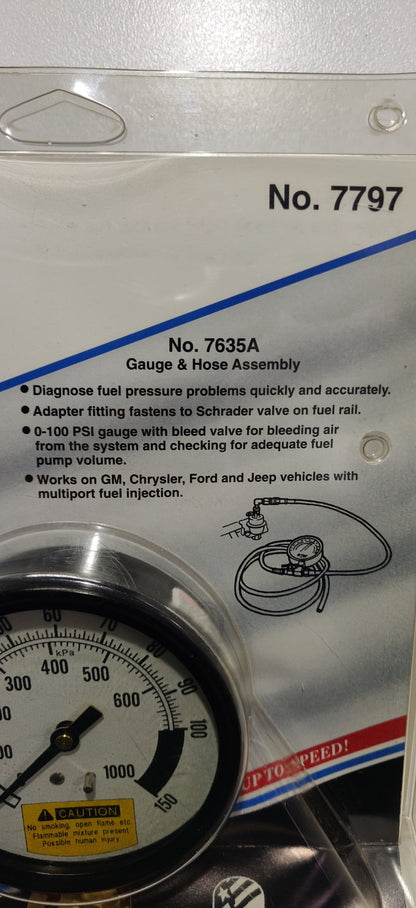 No. 7797
No. 7635A
Gauge & Hose Assembly
● Diagnose fuel pressure problems quickly and accurately.
● Adapter fitting fastens to Schrader valve on fuel rail.
● 0-100 PSI gauge with bleed valve for bleeding air
from the system and checking for adequate fuel
pump volume.
● Works on GM, Chrysler, Ford and Jeep vehicles with
multiport fuel injection.
60 70 80 90 100 150
kPa
300 400 500 600 1000
CAUTION
No smoking, open flame etc.
Flammable mixture present
Possible human injury.
UP TO SPEED!